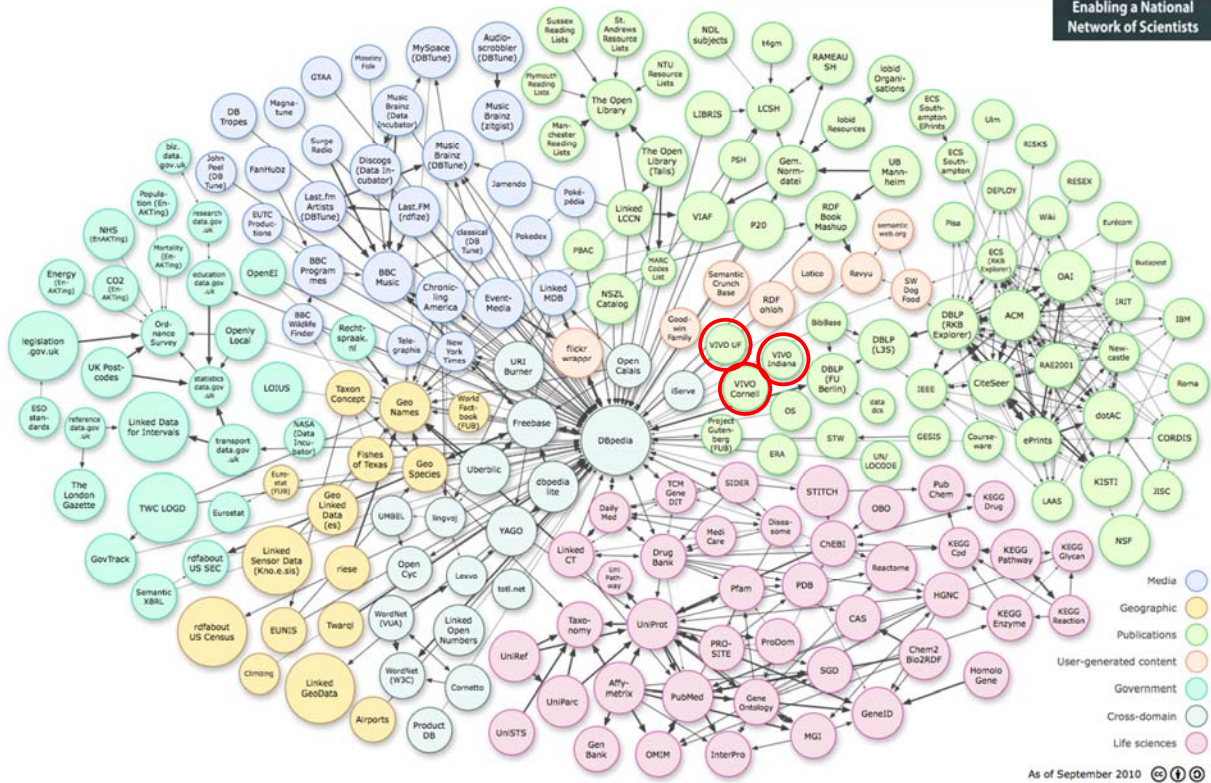 Enabling a National
Network of Scientists
Sussex
Reading
Lists
St.
Andrews
Resource
Lists
NDL
subjects
t4gm
Audio-
scrobbler
(DBTune)
MySpace
(DBTune)
Moseley
Folk
GTAA
RAMEAU
SH
lobid
Organi-
sations
NTU
Resource
Lists
Plymouth
Reading
Lists
The Open
Library
LCSH
LIBRIS
Magna-
tune
DB
Tropes
Music
Brainz
(Data
Incubator)
Music
Brainz
(zitgist)
ECS
South-
ampton
EPrints
Ulm
lobid
Resources
Man-
chester
Reading
Lists
The Open
Library
(Talis)
Surge
Radio
Discogs
(Data In-
cubator)
Music
Brainz
(DBTune)
biz.
data.
gov.uk
John
Peel
(DB
Tune)
FanHubz
PSH
Gem.
Norm-
datei
UB
Mann-
heim
ECS
South-
ampton
RISKS
Jamendo
Poké-
pédia
Last.fm
Artists
(DBTune)
Last.FM
(rdfize)
Linked
LCCN
VIAF
RDF
Book
Mashup
DEPLOY
RESEX
Popula-
tion (En-
AKTing)
research
data.gov
.uk
EUTC
Produc-
tions
classical
(DB
Tune)
Pokedex
P20
Pisa
Wiki
Eurécom
semantic
web.org
NHS
(EnAKTing)
Mortality
(En-
AKTing)
PBAC
MARC
Codes
List
ECS
(RKB
Explorer)
OAI
Budapest
Energy
(En-
AKTing)
CO2
(En-
AKTing)
education
data.gov
.uk
OpenEI
BBC
Program
mes
BBC
Music
Chronic-
ling
America
Event-
Media
Linked
MDB
NSZL
Catalog
Semantic
Crunch
Base
RDF
ohloh
Lotico
Revyu
SW
Dog
Food
IRIT
legislation
.gov.uk
Ord-
nance
Survey
Openly
Local
BBC
Wildlife
Finder
Recht-
spraak.
nl
Tele-
graphis
New
York
Times
flickr
wrappr
Good-
win
Family
VIVO UF
BibBase
DBLP
(L3S)
DBLP
(RKB
Explorer)
ACM
IBM
UK Post-
codes
statistics
data.gov
.uk
LOIUS
Taxon
Concept
URI
Burner
Open
Calais
iServe
VIVO
Indiana
VIVO
Cornell
DBLP
(FU
Berlin)
IEEE
CiteSeer
RAE2001
New-
castle
Roma
ESD
stan-
dards
reference
data.gov
.uk
Linked Data
for Intervals
transport
data.gov
.uk
NASA
(Data
Incu-
bator)
Geo
Names
World
Fact-
book
(FUB)
Freebase
DBpedia
Project
Guten-
berg
(FUB)
OS
data
dcs
dotAC
Fishes
of Texas
Geo
Species
Uberblic
dbpedia
lite
ERA
STW
UN/
LOCODE
GESIS
Course-
ware
ePrints
CORDIS
The
London
Gazette
TWC LOGO
Eurostat
Euro-
stat
(FUB)
Geo
Linked
Data
(es)
UMBEL
lingvoj
YAGO
TCM
Gene
DIT
SIDER
STITCH
Pub
Chem
KEGG
Drug
LAAS
KISTI
JISC
GovTrack
rdfabout
US SEC
Linked
Sensor Data
(Kno.e.sis)
Daily
Med
Medi
Care
Disea-
some
OBO
NSF
Semantic
XBRL
riese
Open
Cyc
Lexvo
totl.net
Linked
CT
Uni
Path-
way
Drug
Bank
ChEBI
Reactome
KEGG
Cpd
KEGG
Pathway
KEGG
Glycan
rdfabout
US Census
EUNIS
Twarql
WordNet
(VUA)
Linked
Open
Numbers
Taxo-
nomy
UniProt
Pfam
PDB
HGNC
KEGG
Enzyme
KEGG
Reaction
CAS
PRO-
SITE
ProDom
Climbing
Linked
GeoData
WordNet
(W3C)
Cornetto
UniRef
UniParc
Affy-
metrix
PubMed
Gene
Ontology
SGD
Chem2
Bio2RDF
Homolo
Gene
Airports
Product
DB
UniSTS
Gen
Bank
OMIM
InterPro
MGI
GeneID
Media
Geographic
Publications
User-generated content
Government
Cross-domain
Life sciences
As of September 2010